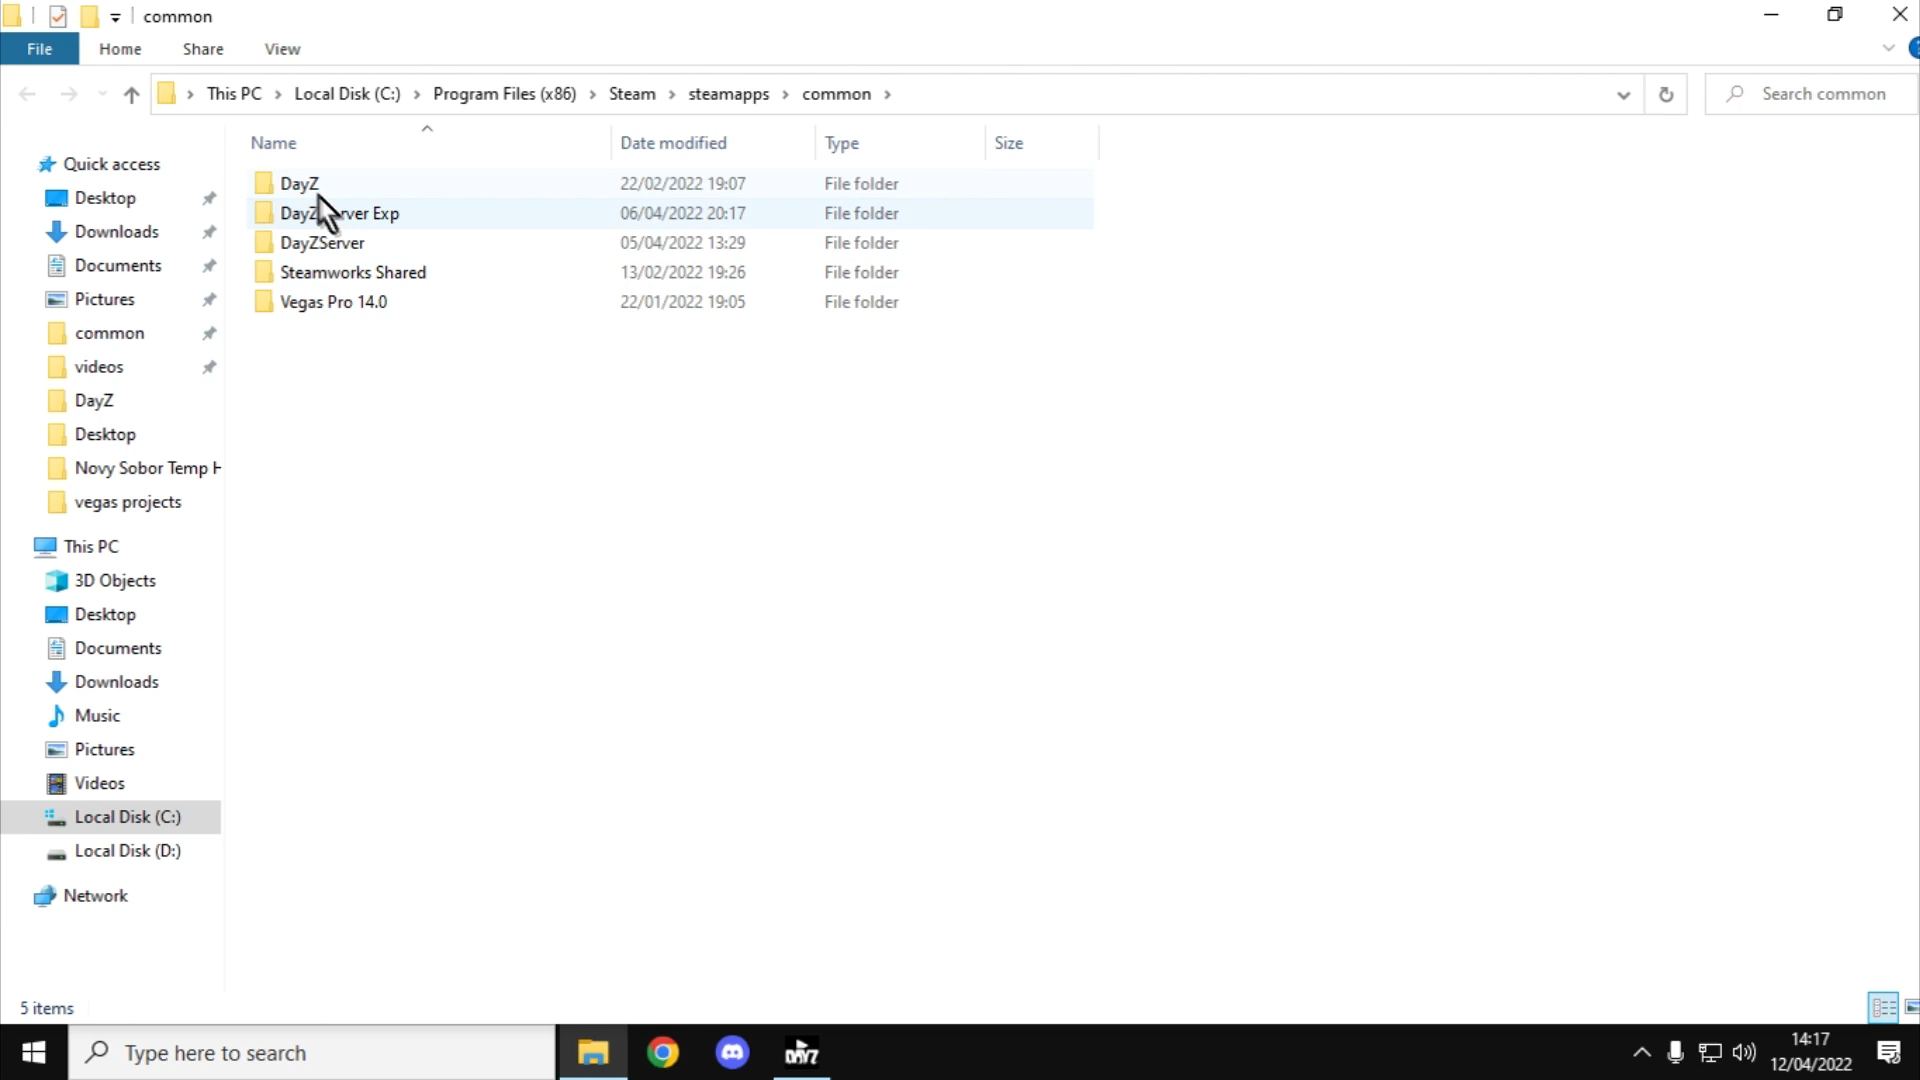 common
File Home Share View
This PC Local Disk (C:) Program Files (x86) Steam steamapps common
Search common
Name Date modified Type Size
Quick access
Desktop
Downloads
Documents
Pictures
common
videos
DayZ
Desktop
Novy Sobor Temp H
vegas projects
This PC
3D Objects
Desktop
Documents
Downloads
Music
Pictures
Videos
Local Disk (C:)
Local Disk (D:)
Network
DayZ 22/02/2022 19:07 File folder
Exp 06/04/2022 20:17 File folder
DayZServer 05/04/2022 13:29 File folder
Steamworks Shared 13/02/2022 19:26 File folder
Vegas Pro 14.0 22/01/2022 19:05 File folder
5 items
Type here to search
DAYZ
14:17
12/04/2022